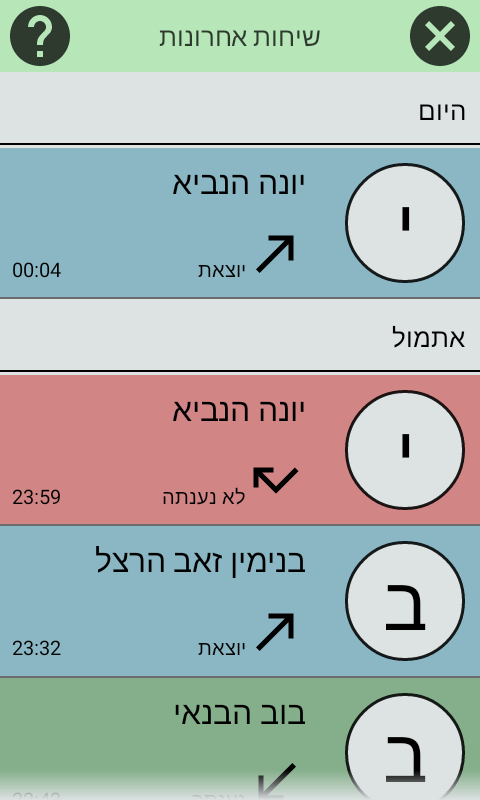 ?
שיחות אחרונות
היום
י
יונה הנביא
יוצאת
00:04
אתמול
י
יונה הנביא
לא נענתה
23:59
ב
בנימין זאב הרצל
יוצאת
23:32
ב
בוב הבנאי